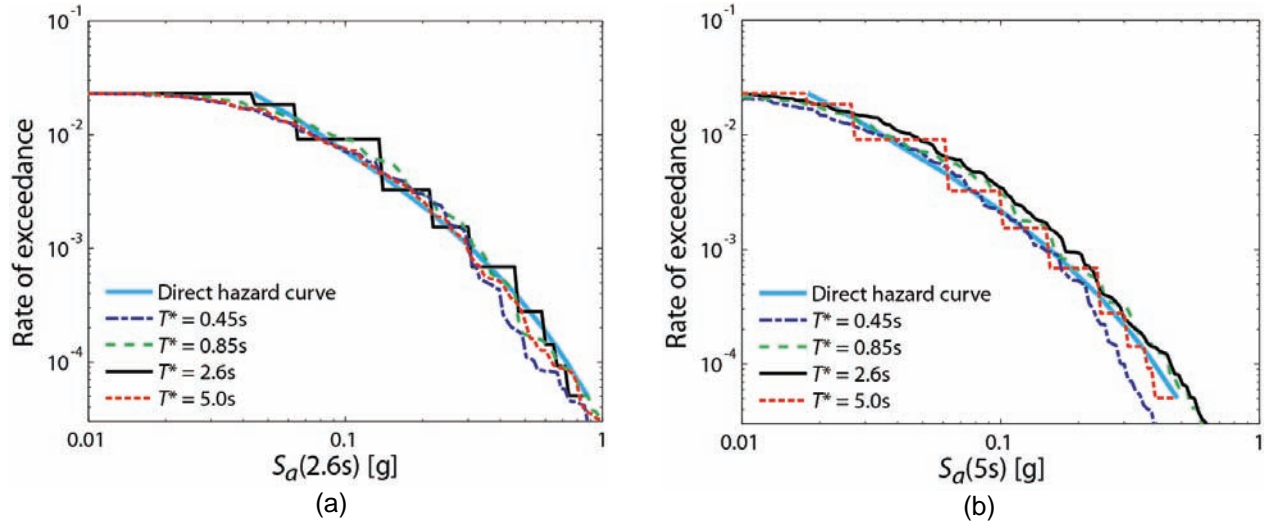 10⁻¹
10⁻²
10⁻³
10⁻⁴
Rate of exceedance
Direct hazard curve
T* = 0.45s
T* = 0.85s
T* = 2.6s
T* = 5.0s
0.01 0.1 1
Sₐ(2.6s) [g]
(a)
10⁻¹
10⁻²
10⁻³
10⁻⁴
Rate of exceedance
Direct hazard curve
T* = 0.45s
T* = 0.85s
T* = 2.6s
T* = 5.0s
0.01 0.1 1
Sₐ(5s) [g]
(b)